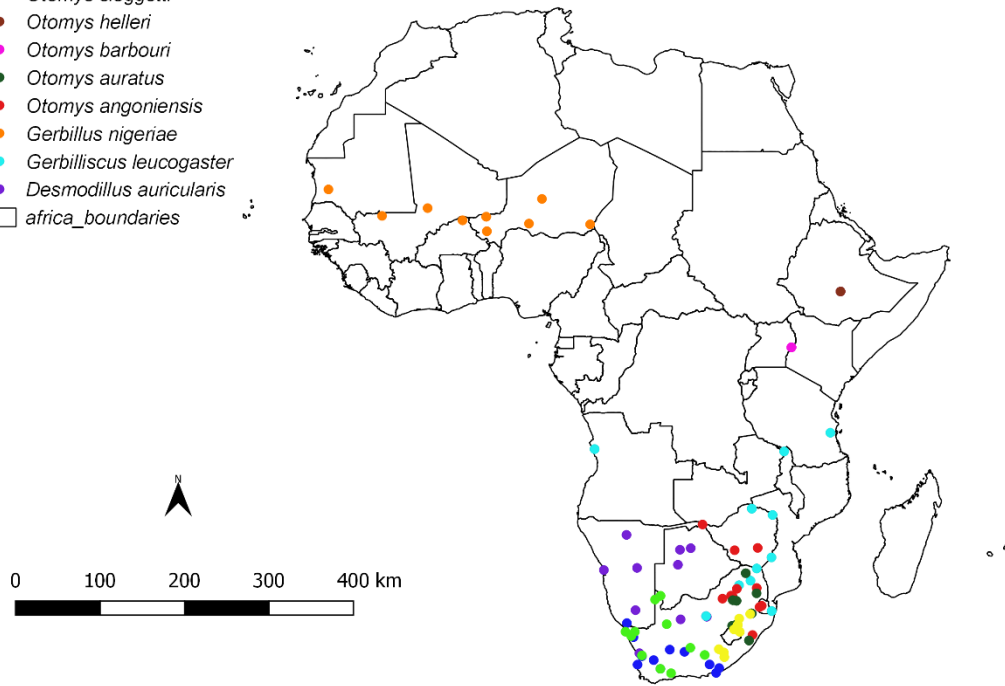 Otomys helleri
Otomys barbouri
Otomys auratus
Otomys angoniensis
Gerbillus nigeriae
Gerbilliscus leucogaster
Desmodillus auricularis
africa_boundaries
N
0 100 200 300 400 km